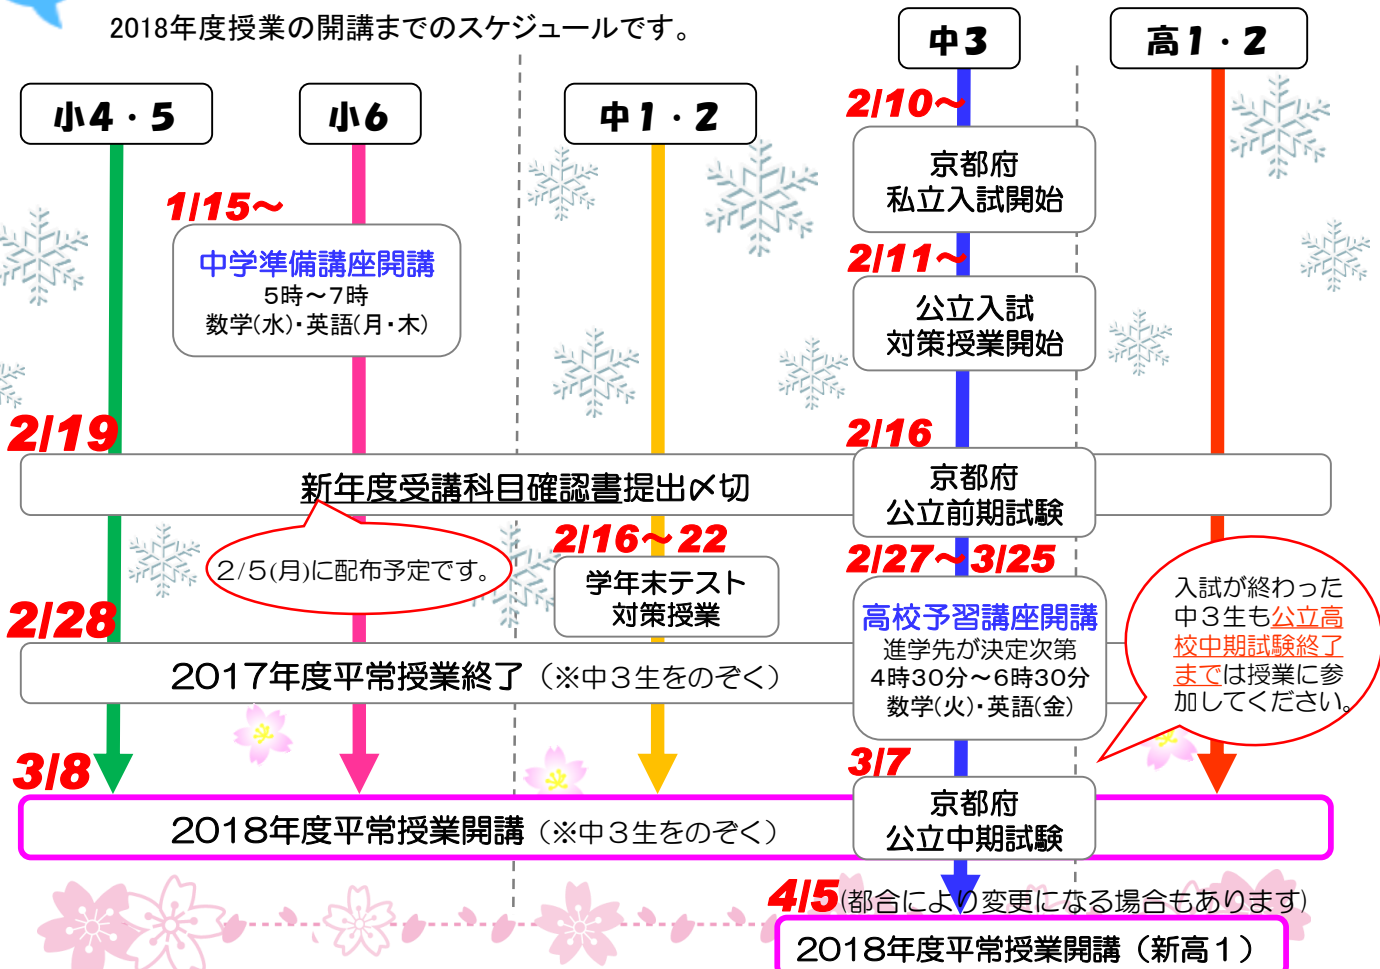 2018年度授業の開講までのスケジュールです。
小4・5
小6
中1・2
中3
高1・2
1/15～
中学準備講座開講
5時～7時
数学(水)・英語(月・木)
2/10～
京都府
私立入試開始
2/11～
公立入試
対策授業開始
2/19
新年度受講科目確認書提出〆切
2/5(月)に配布予定です。
2/16
京都府
公立前期試験
2/16～22
学年末テスト
対策授業
2/27～3/25
高校予習講座開講
進学先が決定次第
4時30分～6時30分
数学(火)・英語(金)
入試が終わった
中３生も公立高
校中期試験終了
までは授業に参
加してください。
2/28
2017年度平常授業終了（※中３生をのぞく）
3/7
京都府
公立中期試験
3/8
2018年度平常授業開講（※中３生をのぞく）
4/5(都合により変更になる場合もあります)
2018年度平常授業開講（新高1）